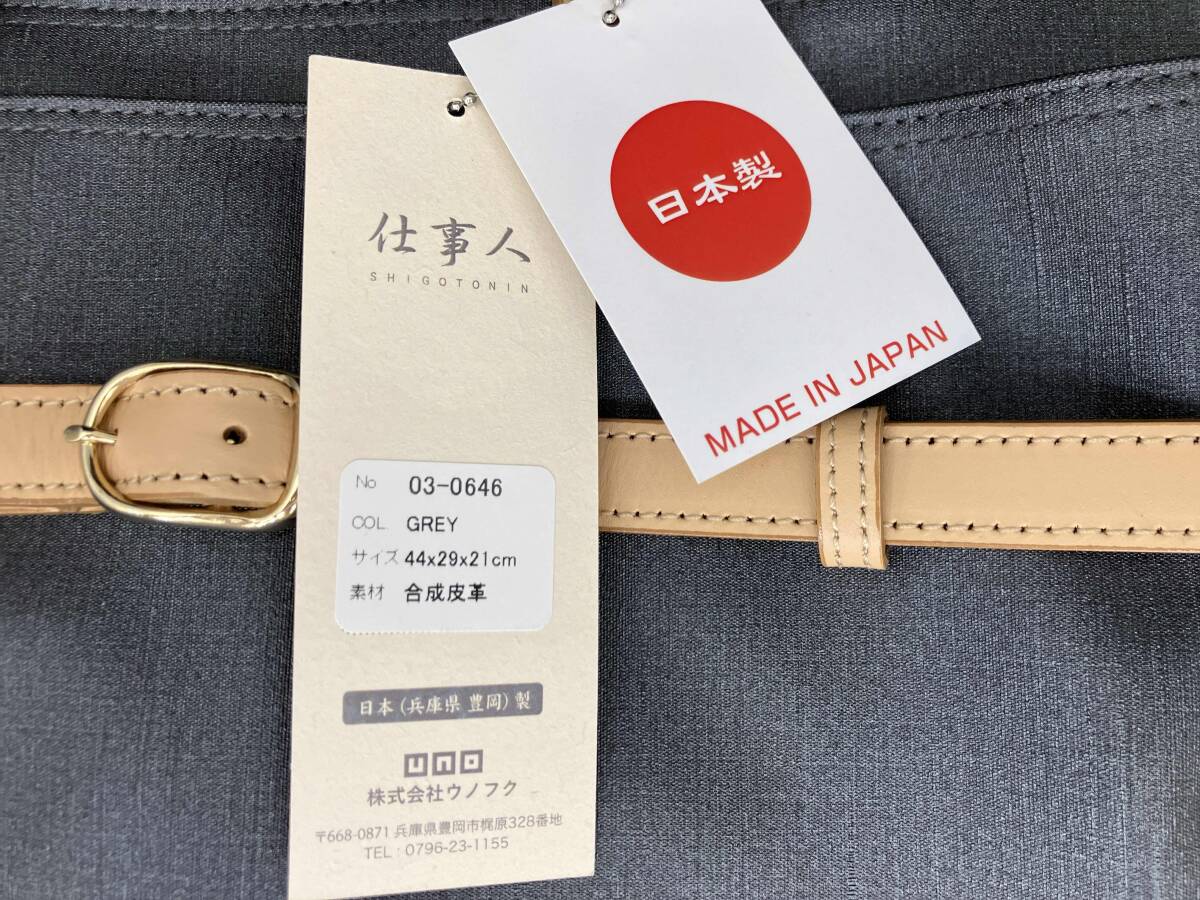 仕事人
SHIGOTONIN
No 03-0646
COL. GREY
サイズ 44x29x21cm
素材 合成皮革
日本(兵庫県 豊岡)製
uno
株式会社ウノフク
〒668-0871 兵庫県豊岡市梶原328番地
TEL:0796-23-1155
日本製
MADE IN JAPAN